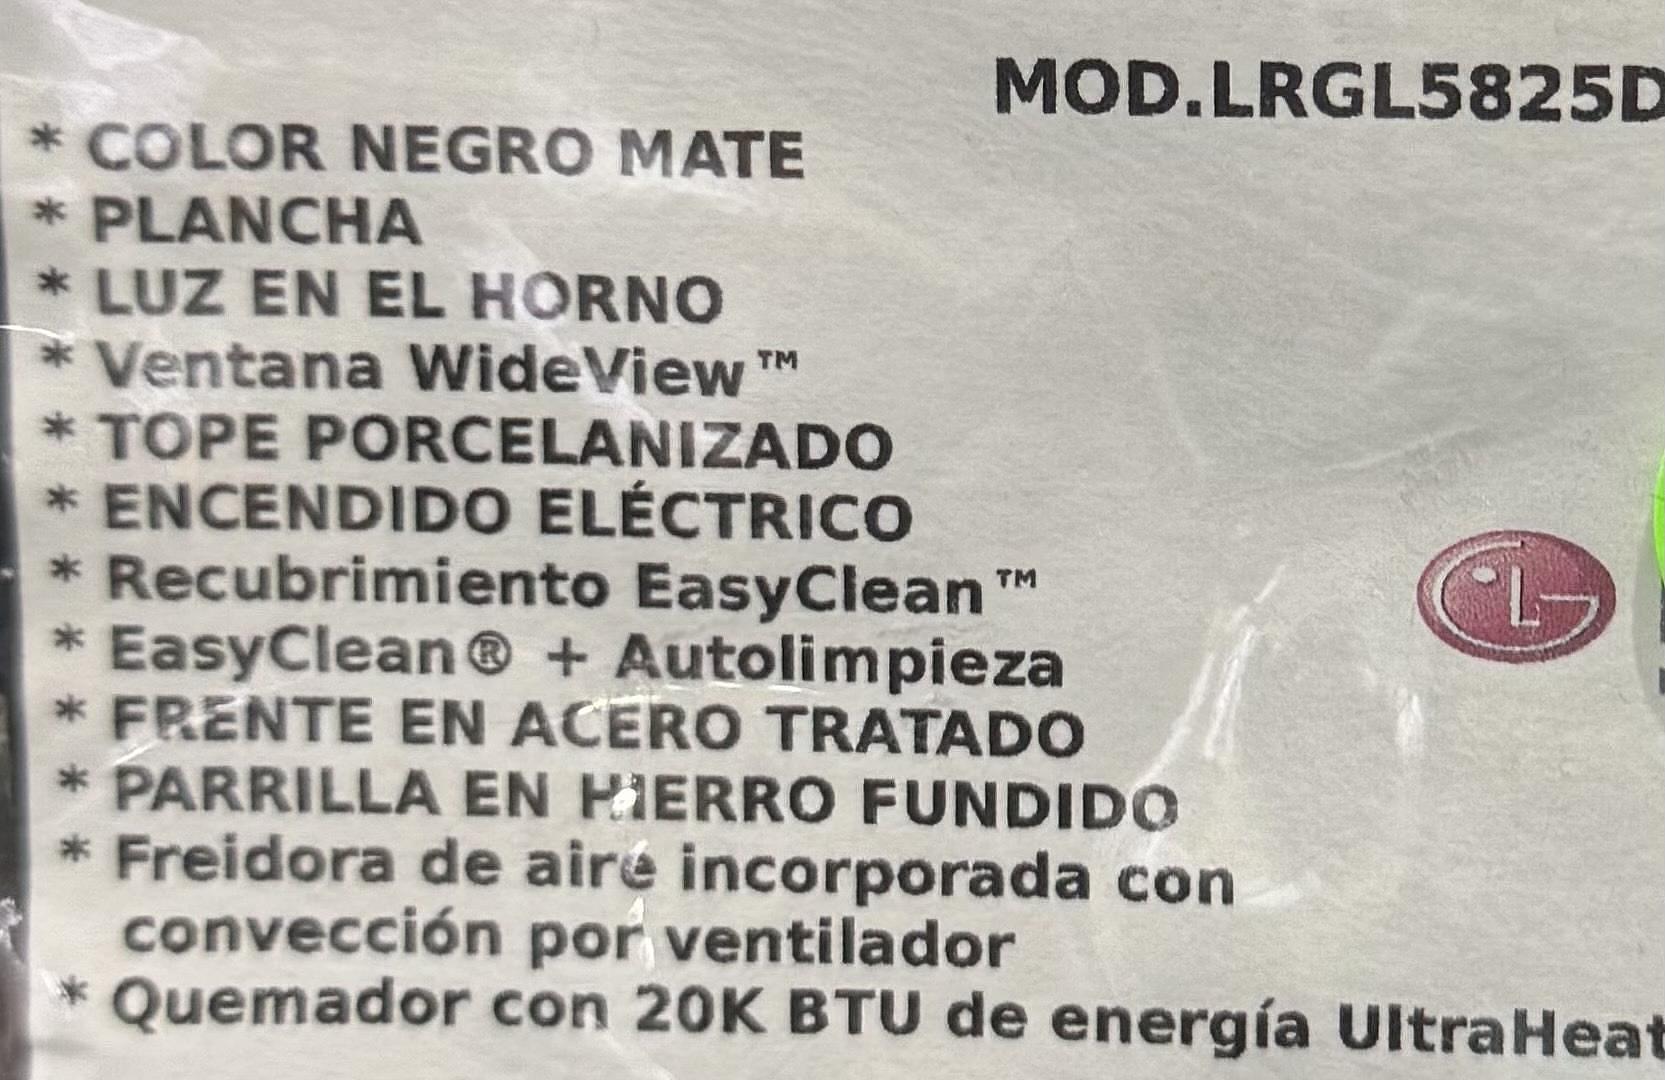 MOD.LRGL5825D
* COLOR NEGRO MATE
* PLANCHA
* LUZ EN EL HORNO
* Ventana WideView™
* TOPE PORCELANIZADO
* ENCENDIDO ELÉCTRICO
* Recubrimiento EasyClean™
* EasyClean® + Autolimpieza
* FRENTE EN ACERO TRATADO
* PARRILLA EN HIERRO FUNDIDO
* Freidora de aire incorporada con
convección por ventilador
* Quemador con 20K BTU de energía UltraHeat
LG